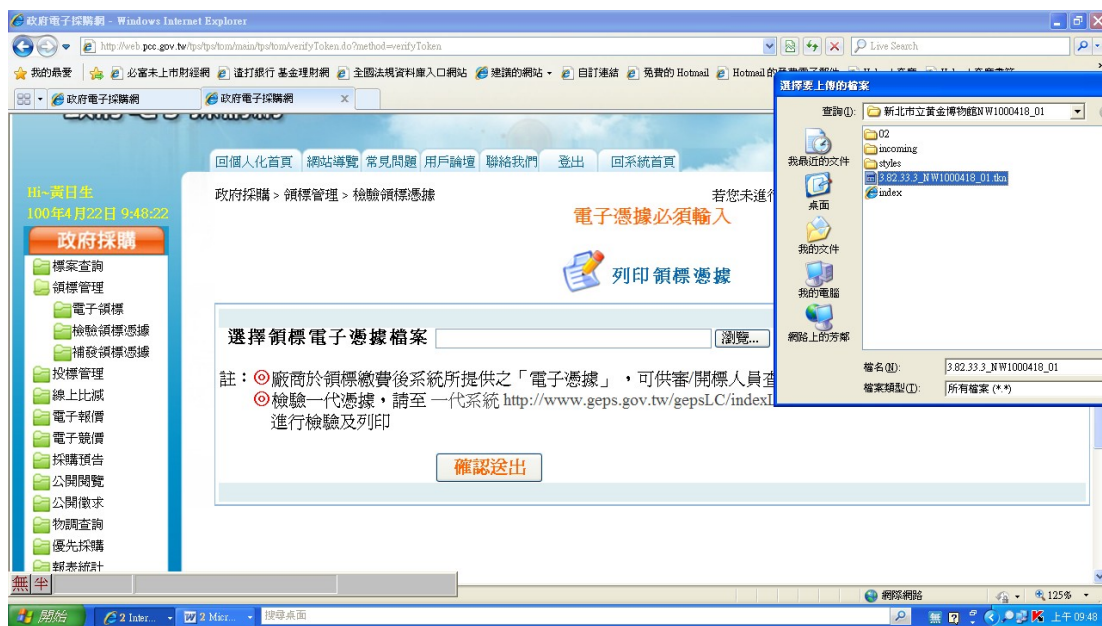 政府電子採購網 - Windows Internet Explorer
http://web.pcc.gov.tw/tps/tps/tom/main/tps/tom/verifyToken.do?method=verifyToken
Live Search
我的最愛 必富未上市財經網 渣打銀行 基金理財網 全國法規資料庫入口網站 建議的網站 自訂連結 免費的 Hotmail Hotmail 的
政府電子採購網 政府電子採購網 X
回個人化首頁 網站導覽 常見問題 用戶論壇 聯絡我們 登出 回系統首頁
Hi~黃日生
100年4月22日 9:48:22
政府採購
標案查詢
領標管理
電子領標
檢驗領標憑據
補發領標憑據
投標管理
線上比減
電子報價
電子競價
採購預告
公開閱覽
公開徵求
物調查詢
優先採購
報表統計
政府採購 > 領標管理 > 檢驗領標憑據
若您未進行
電子憑據必須輸入
列印領標憑據
選擇領標電子憑據檔案
瀏覽...
註：◎廠商於領標繳費後系統所提供之「電子憑據」，可供審/開標人員查
◎檢驗一代憑據，請至 一代系統 http://www.geps.gov.tw/gepsLC/indexL
進行檢驗及列印
確認送出
選擇要上傳的檔案
查詢(I): 新北市立黃金博物館NW1000418_01
我最近的文件
桌面
我的文件
我的電腦
網路上的芳鄰
02
incoming
styles
3.82.33.3_NW1000418_01.tkn
index
檔名(N): 3.82.33.3_NW1000418_01
檔案類型(T): 所有檔案 (*.*)
無 半
網際網路
125%
開始 2 Inter... 2 Micr... 搜尋桌面
上午 09:48